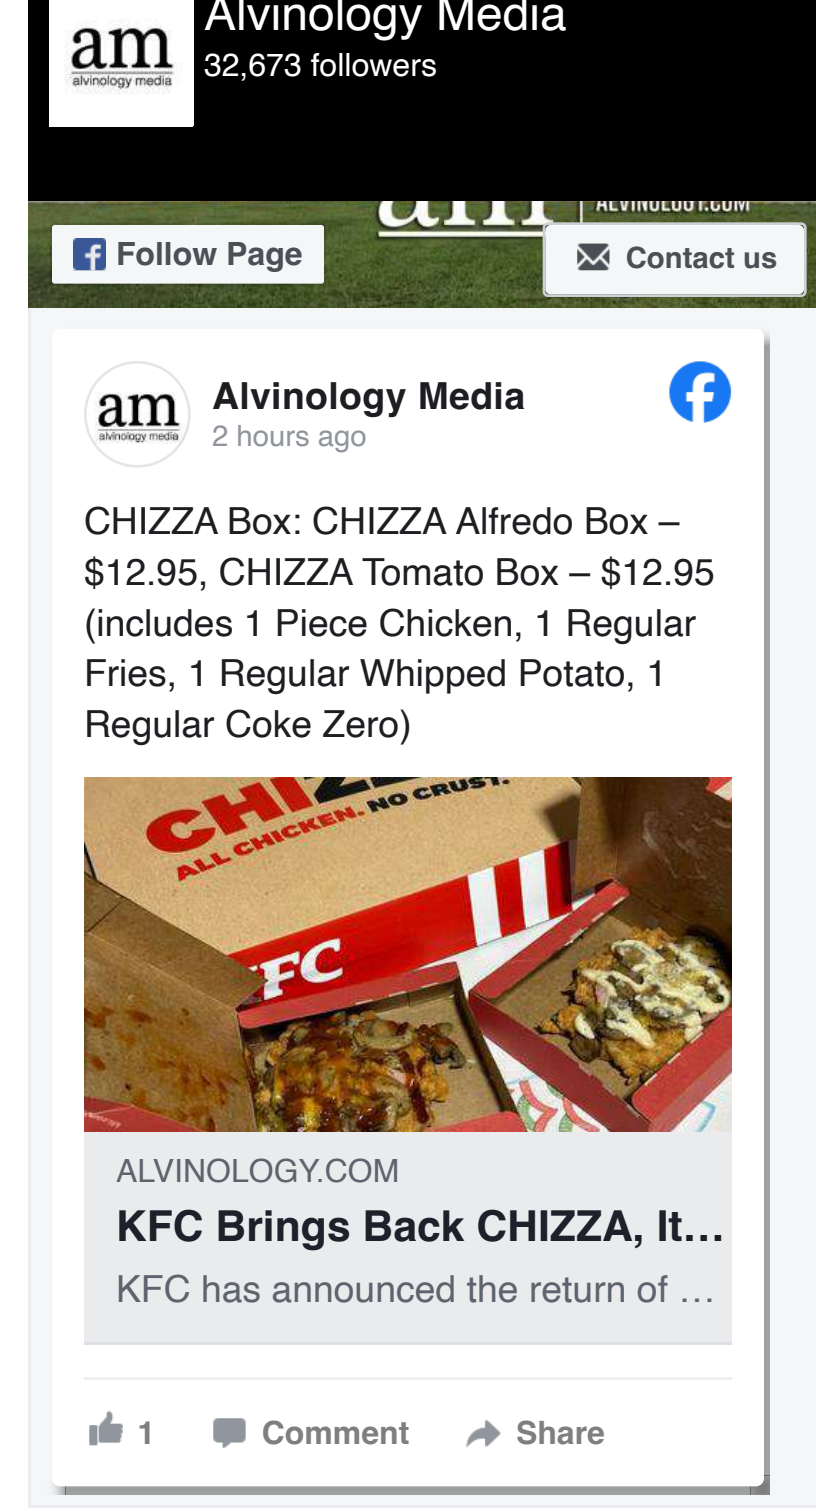 Alvinology Media
am
alvinology media
32,673 followers
am
ALVINOLOGY.COM
Follow Page
Contact us
am
alvinology media
Alvinology Media
2 hours ago
CHIZZA Box: CHIZZA Alfredo Box –
$12.95, CHIZZA Tomato Box – $12.95
(includes 1 Piece Chicken, 1 Regular
Fries, 1 Regular Whipped Potato, 1
Regular Coke Zero)
CHIZZ
ALL CHICKEN. NO CRUST.
KFC
ALVINOLOGY.COM
KFC Brings Back CHIZZA, It...
KFC has announced the return of ...
1
Comment
Share